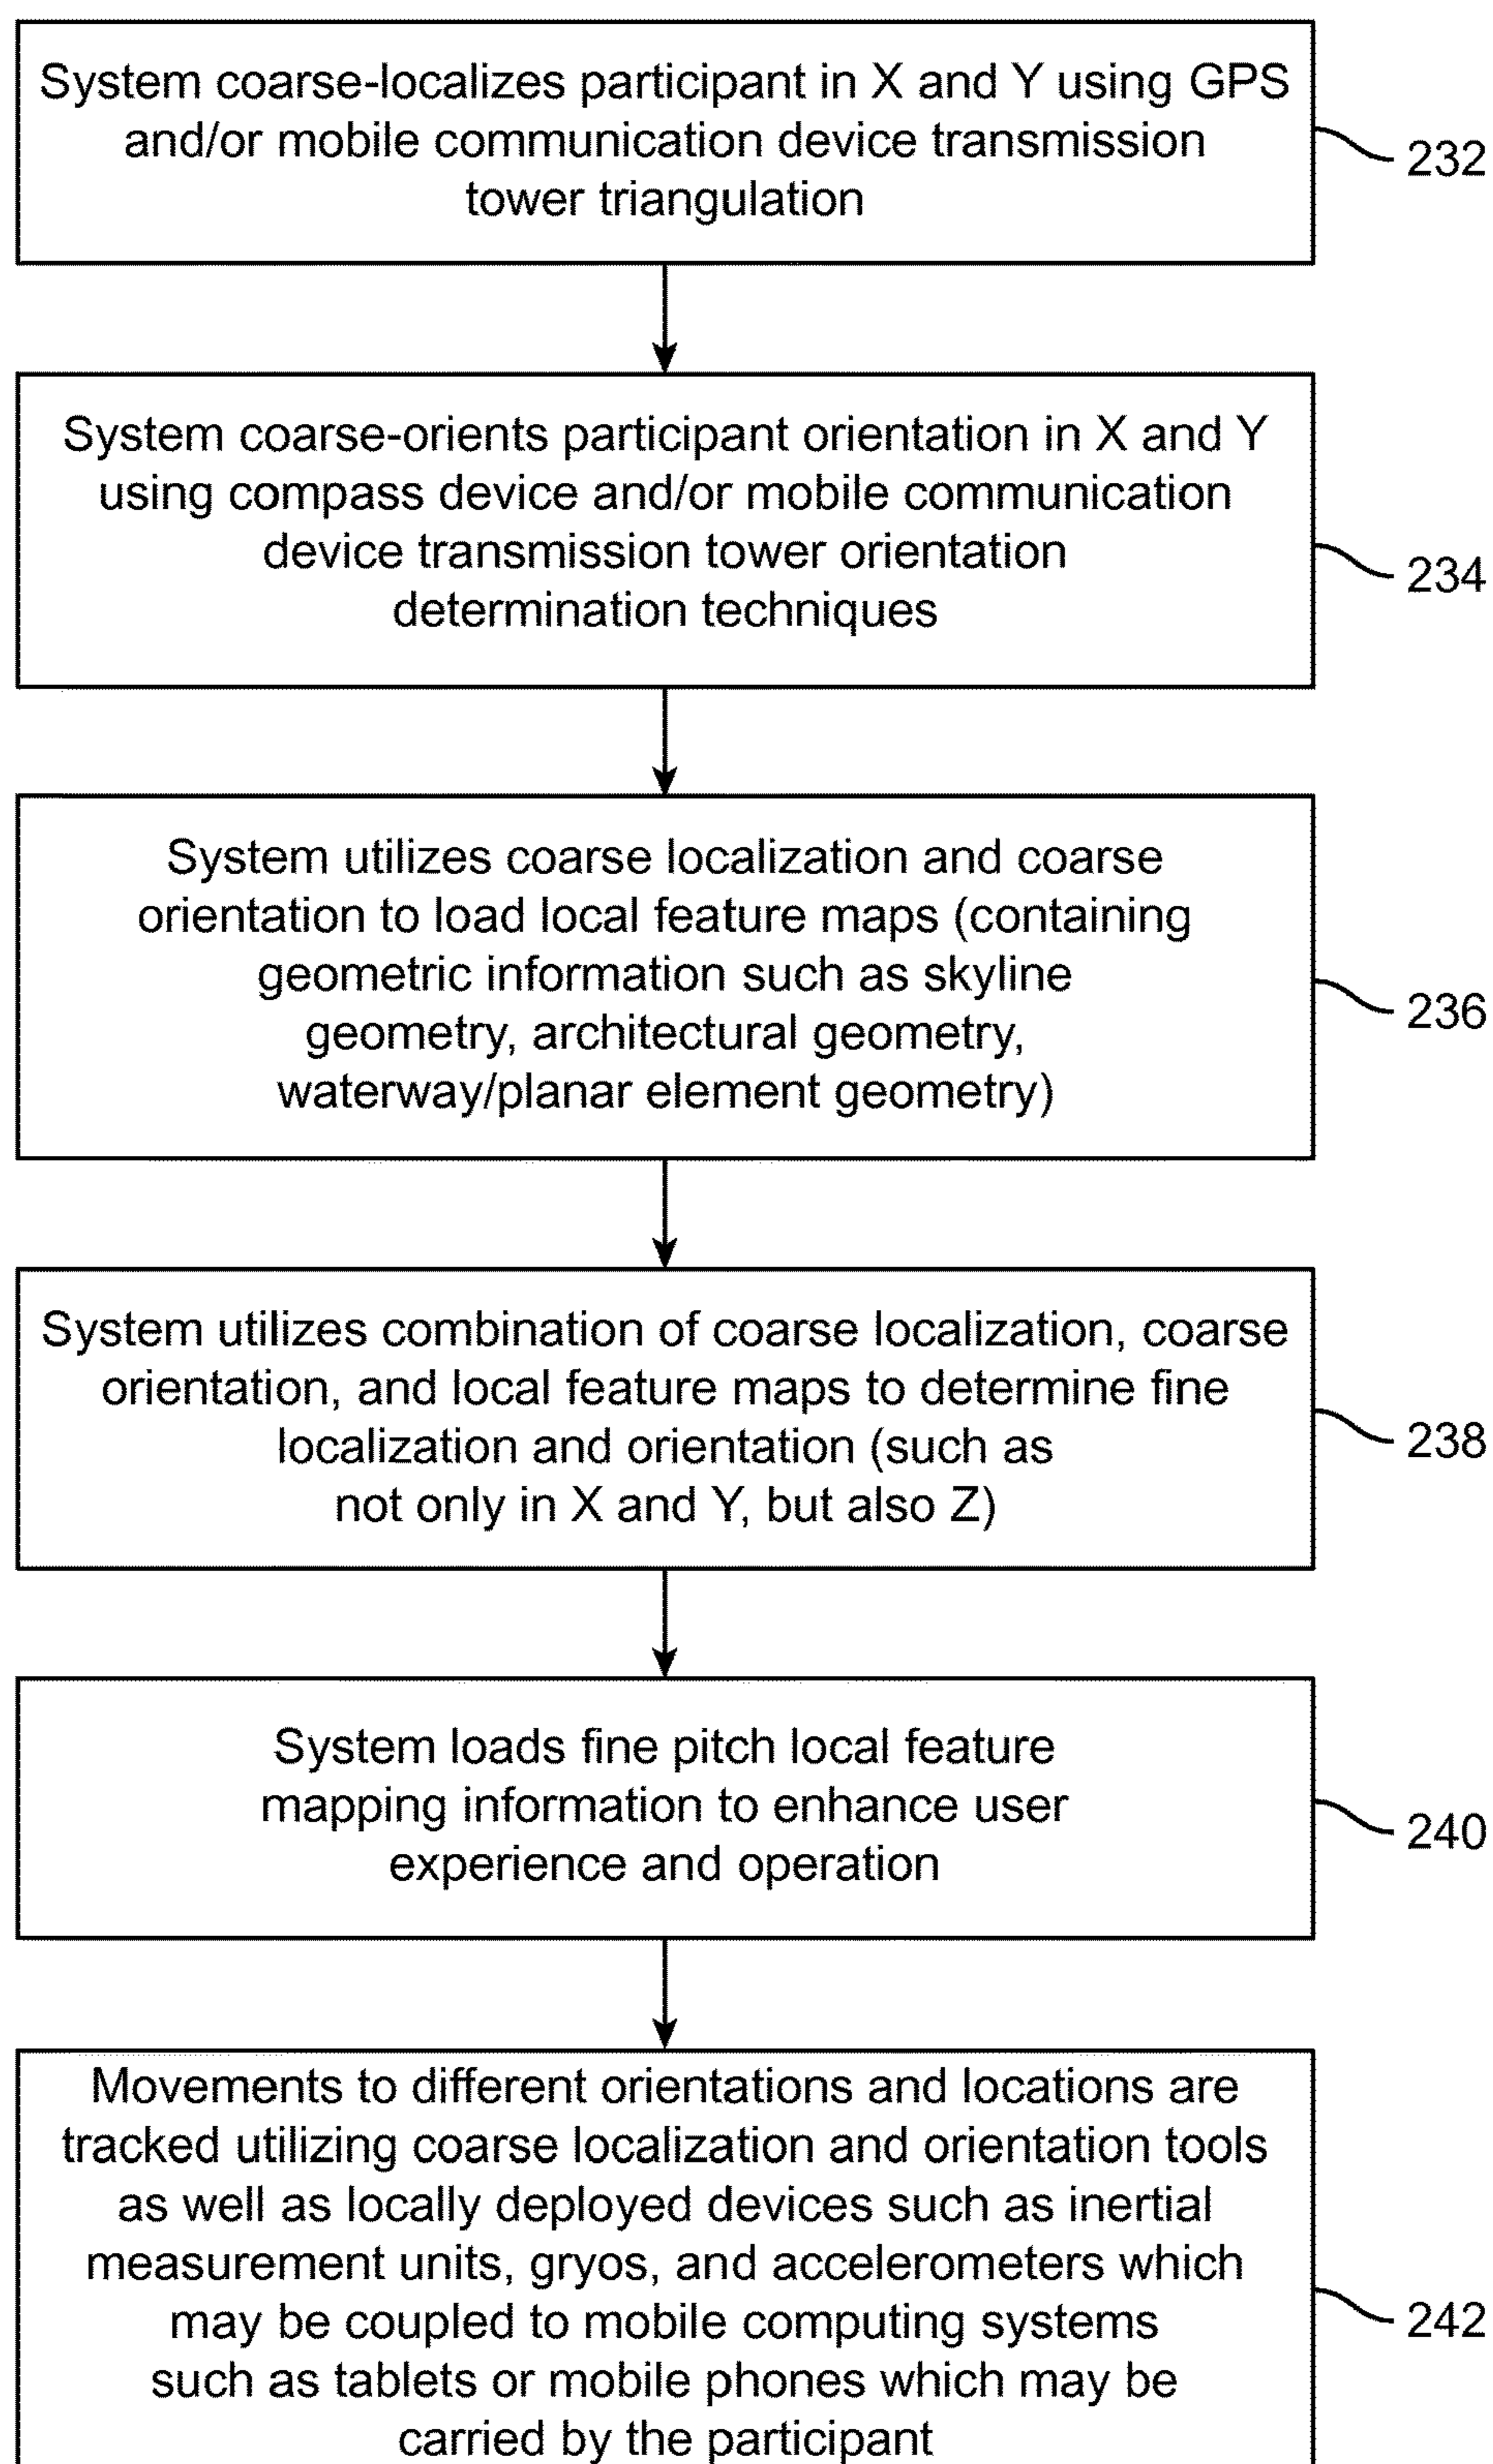 System coarse-localizes participant in X and Y using GPS
and/or mobile communication device transmission
tower triangulation
232
System coarse-orients participant orientation in X and Y
using compass device and/or mobile communication
device transmission tower orientation
determination techniques
234
System utilizes coarse localization and coarse
orientation to load local feature maps (containing
geometric information such as skyline
geometry, architectural geometry,
waterway/planar element geometry)
236
System utilizes combination of coarse localization, coarse
orientation, and local feature maps to determine fine
localization and orientation (such as
not only in X and Y, but also Z)
238
System loads fine pitch local feature
mapping information to enhance user
experience and operation
240
Movements to different orientations and locations are
tracked utilizing coarse localization and orientation tools
as well as locally deployed devices such as inertial
measurement units, gryos, and accelerometers which
may be coupled to mobile computing systems
such as tablets or mobile phones which may be
carried by the participant
242